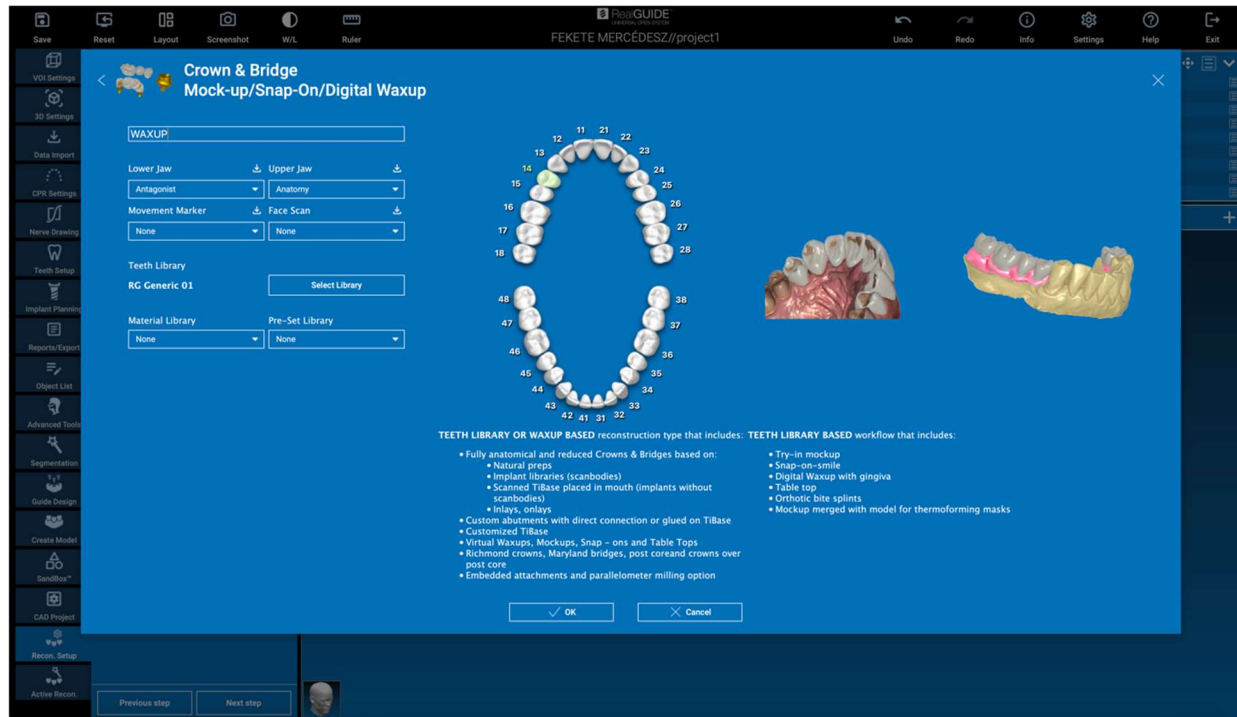 Save
Reset
Layout
Screenshot
W/L
Ruler
RealGUIDE
UNIVERSAL OPEN SYSTEM
FEKETE MERCÉDESZ//project1
Undo
Redo
Info
Settings
Help
Exit
VOI Settings
3D Settings
Data Import
CPR Settings
Nerve Drawing
Teeth Setup
Implant Planning
Reports/Export
Object List
Advanced Tools
Segmentation
Guide Design
Create Model
SandBox™
CAD Project
Recon. Setup
Active Recon.
Crown & Bridge
Mock-up/Snap-On/Digital Waxup
WAXUP
Lower Jaw
Upper Jaw
Antagonist
Anatomy
Movement Marker
Face Scan
None
None
Teeth Library
RG Generic 01
Select Library
Material Library
Pre-Set Library
None
None
11 21
12 22
13 23
14 24
15 25
16 26
17 27
18 28
48 38
47 37
46 36
45 35
44 34
43 33
42 41 31 32
TEETH LIBRARY OR WAXUP BASED reconstruction type that includes:
• Fully anatomical and reduced Crowns & Bridges based on:
• Natural preps
• Implant libraries (scanbodies)
• Scanned TiBase placed in mouth (implants without
scanbodies)
• Inlays, onlays
• Custom abutments with direct connection or glued on TiBase
• Customized TiBase
• Virtual Waxups, Mockups, Snap – ons and Table Tops
• Richmond crowns, Maryland bridges, post coreand crowns over
post core
• Embedded attachments and parallelometer milling option
TEETH LIBRARY BASED workflow that includes:
• Try-in mockup
• Snap-on-smile
• Digital Waxup with gingiva
• Table top
• Orthotic bite splints
• Mockup merged with model for thermoforming masks
OK
Cancel
Previous step
Next step